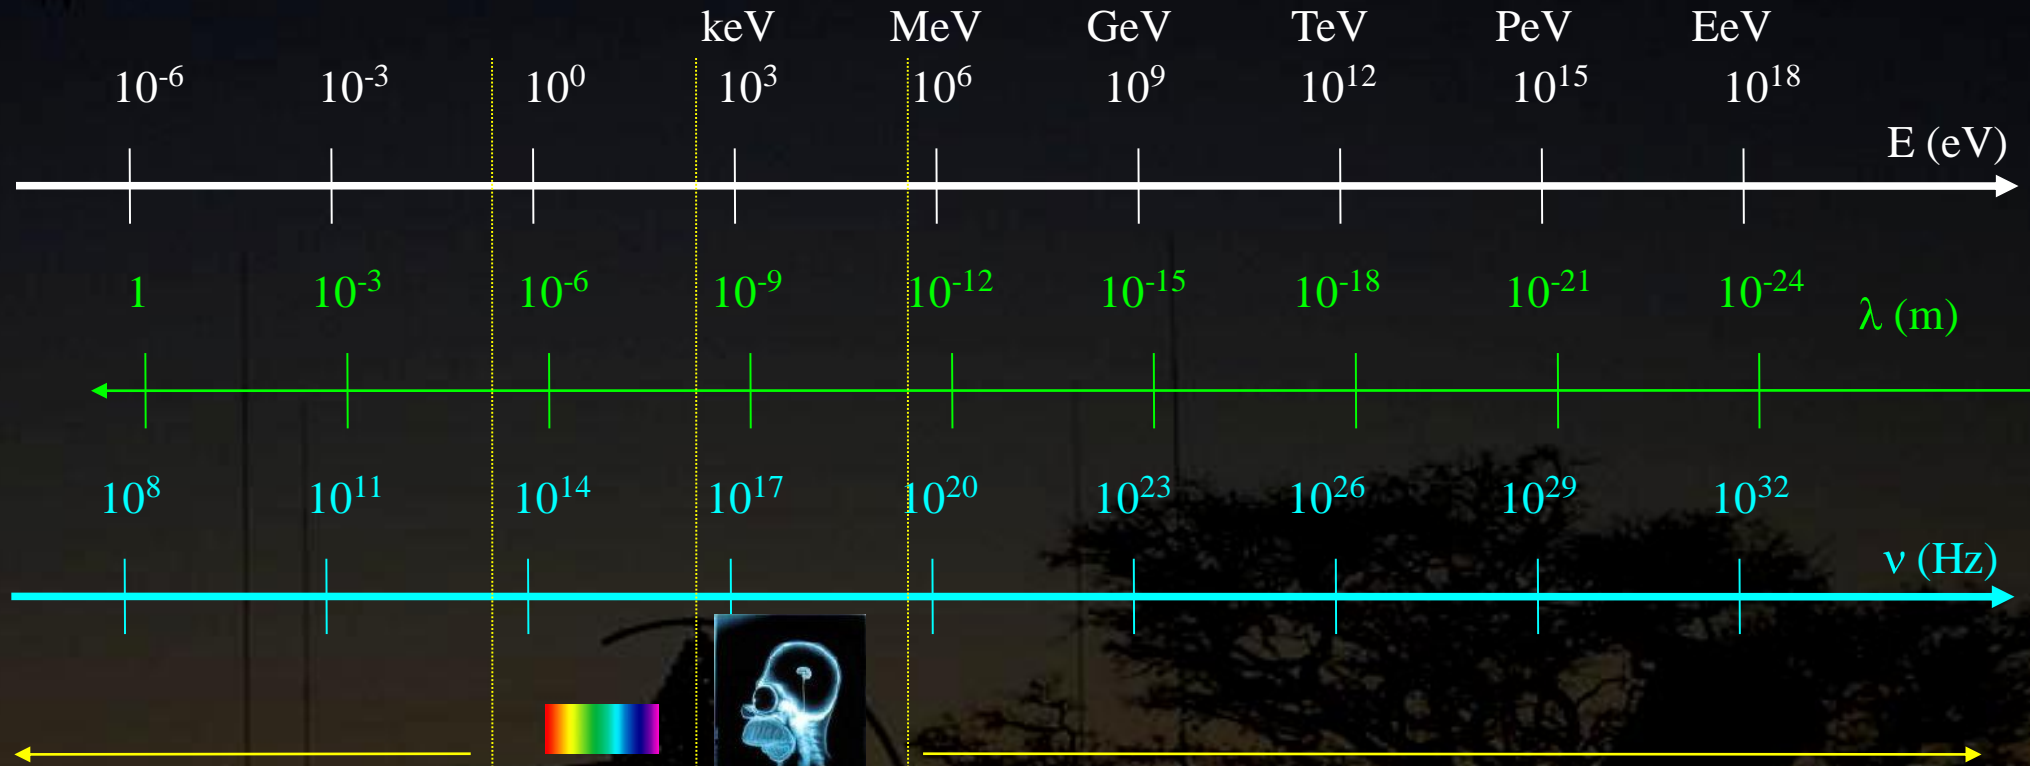 keV MeV GeV TeV PeV EeV
10⁻⁶ 10⁻³ 10⁰ 10³ 10⁶ 10⁹ 10¹² 10¹⁵ 10¹⁸
E (eV)
1 10⁻³ 10⁻⁶ 10⁻⁹ 10⁻¹² 10⁻¹⁵ 10⁻¹⁸ 10⁻²¹ 10⁻²⁴
λ (m)
10⁸ 10¹¹ 10¹⁴ 10¹⁷ 10²⁰ 10²³ 10²⁶ 10²⁹ 10³²
ν (Hz)